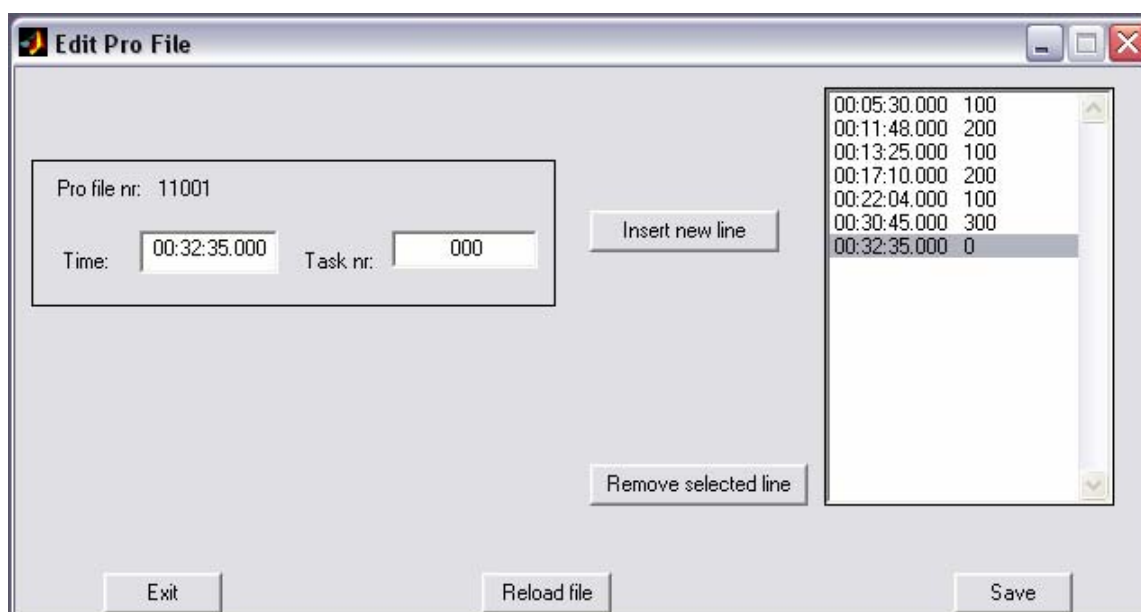 Edit Pro File
Pro file nr: 11001
Time: 00:32:35.000 Task nr: 000
Insert new line
00:05:30.000 100
00:11:48.000 200
00:13:25.000 100
00:17:10.000 200
00:22:04.000 100
00:30:45.000 300
00:32:35.000 0
Remove selected line
Exit Reload file Save